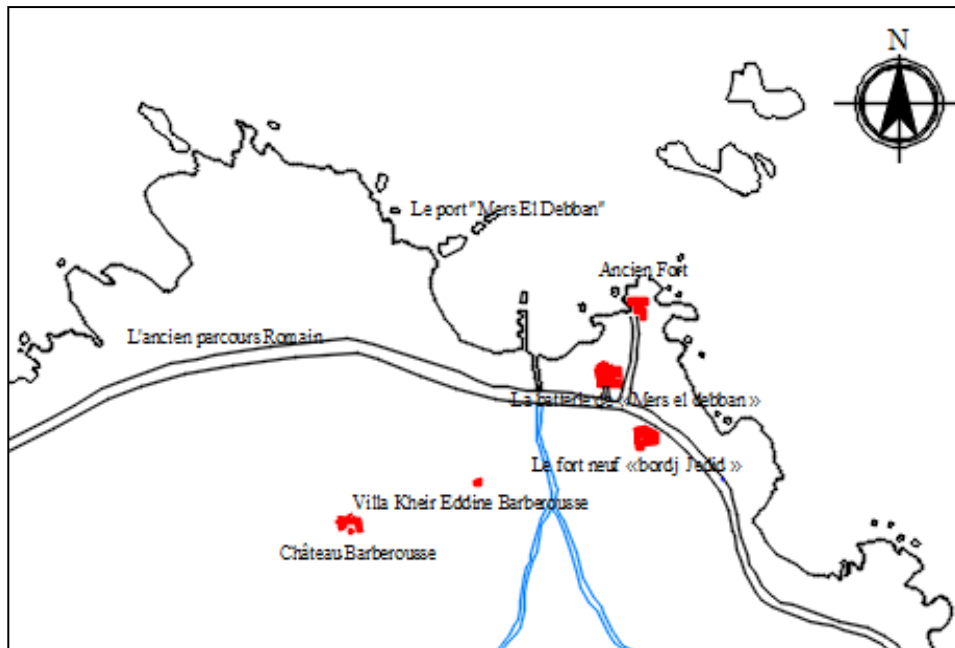 N
Le port "Mers El Debban"
Ancien Fort
L'ancien parcours Romain
La batterie de «Mers el debban »
Le fort neuf «bordj Jedid »
Villa Kheir Eddine Barberousse
Château Barberousse